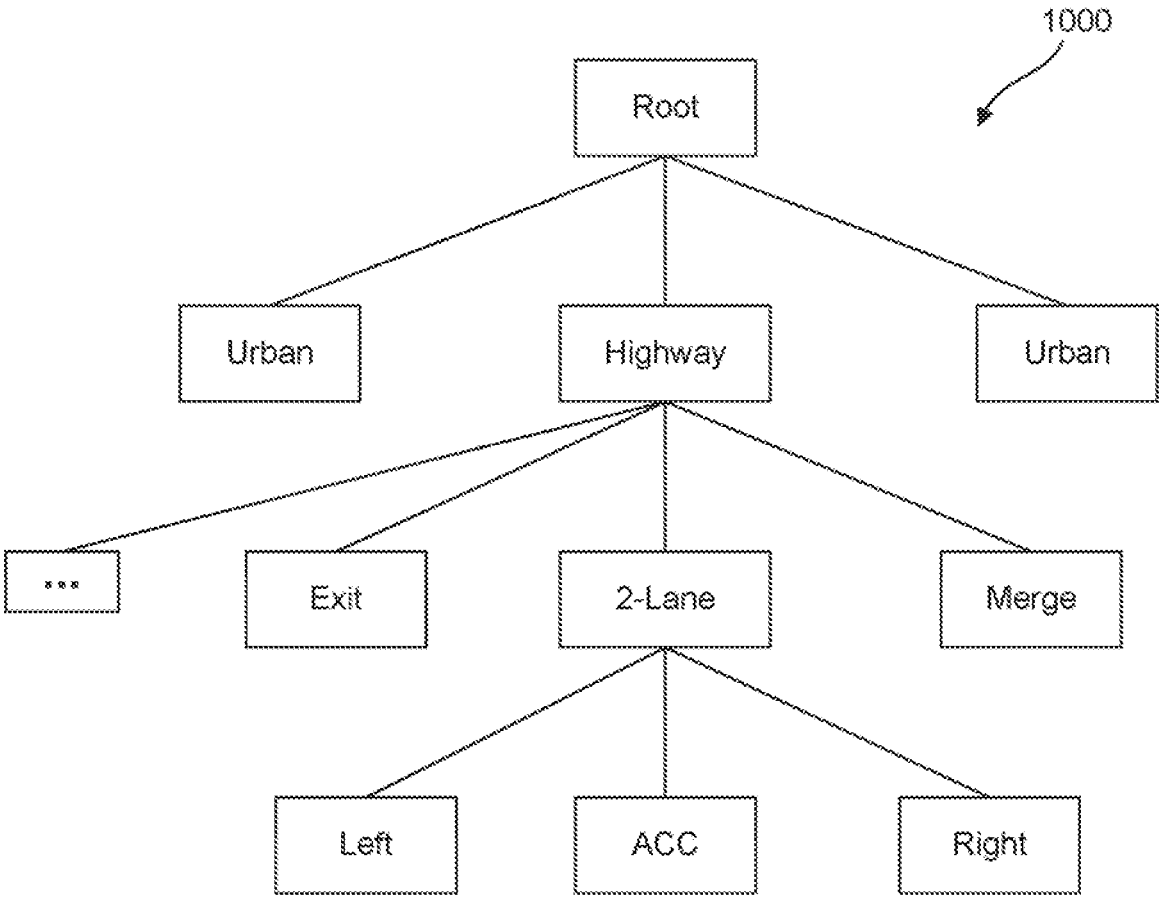 1000
Root
Urban
Highway
Urban
...
Exit
2-Lane
Merge
Left
ACC
Right